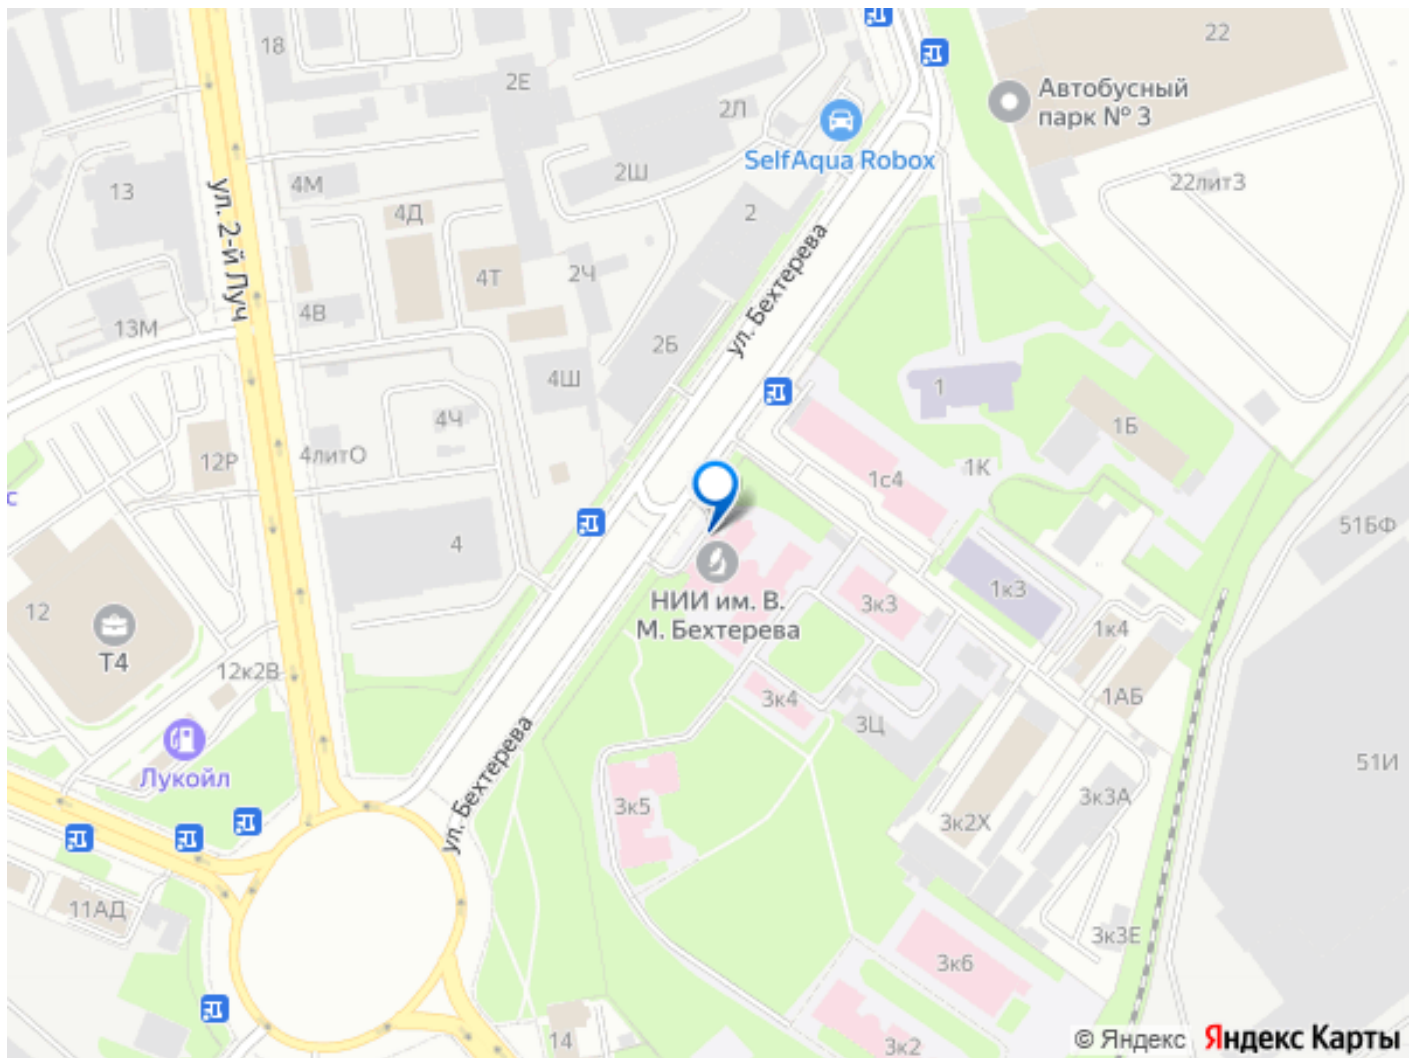 22
18
2Е
Автобусный
парк № 3
2Л
SelfAqua Robox
2Ш
4М
13
22лит3
4Д
2
ул. 2-й Луч
ул. Бехтерева
2Ч
4Т
4В
13М
2Б
4Ш
1
4Ч
1Б
4литО
12Р
1К
1с4
с
51БФ
4
1к3
НИИ им. В.
М. Бехтерева
3к3
12
1к4
Т4
12к2В
3к4
1АБ
3Ц
ул. Бехтерева
51И
Лукойл
3к5
3к3А
3к2Х
11АД
3к3Е
3к6
14
3к2
© Яндекс Яндекс Карты